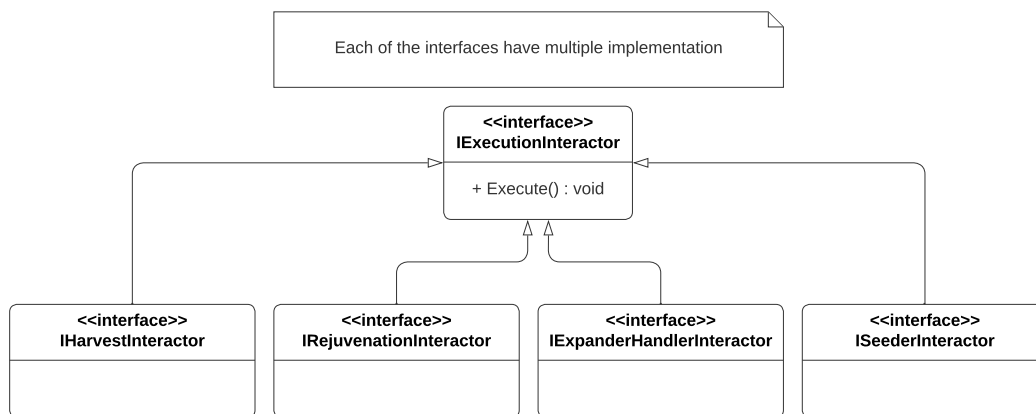 Each of the interfaces have multiple implementation
<<interface>>
IExecutionInteractor
+ Execute() : void
<<interface>>
IHarvestInteractor
<<interface>>
IRejuvenationInteractor
<<interface>>
IExpanderHandlerInteractor
<<interface>>
ISeederInteractor